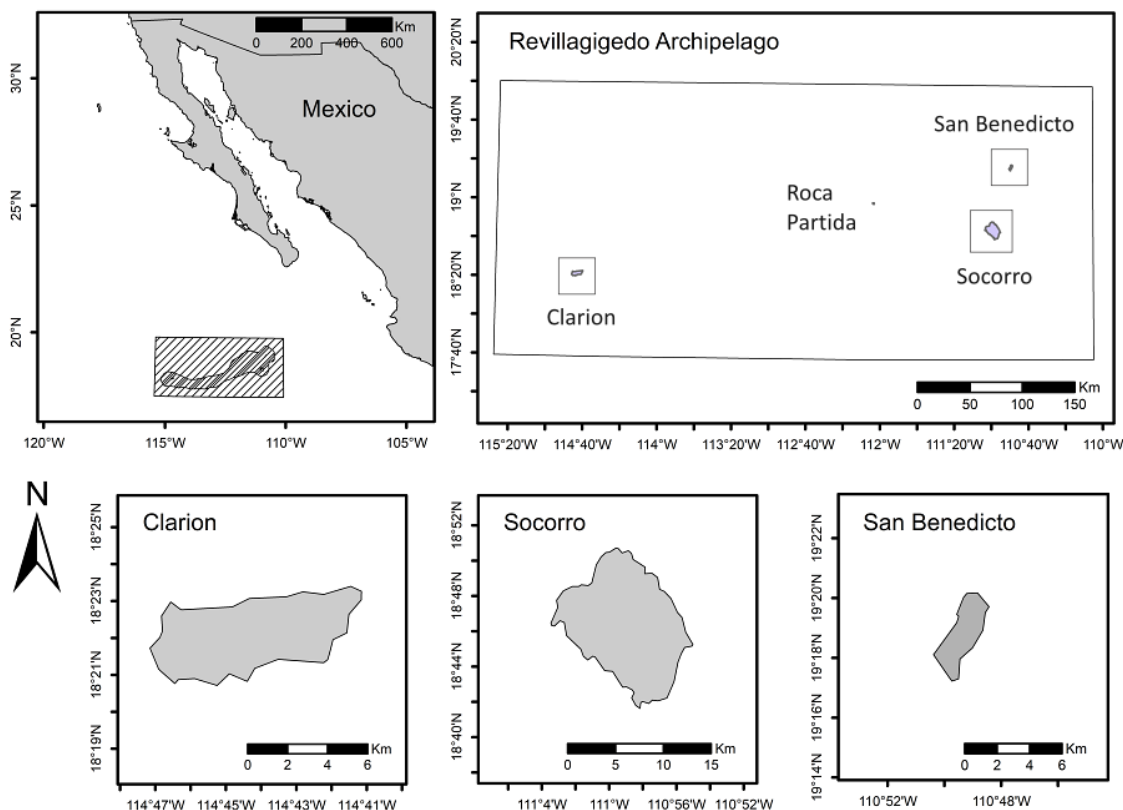 Km
0 200 400 600
Mexico
30°N
25°N
20°N
120°W 115°W 110°W 105°W
Revillagigedo Archipelago
20°20'N
19°40'N
19°N
18°20'N
17°40'N
San Benedicto
Roca
Partida
Socorro
Clarion
Km
0 50 100 150
115°20'W 114°40'W 114°W 113°20'W 112°40'W 112°W 111°20'W 110°40'W 110°W
N
Clarion
18°25'N
18°23'N
18°21'N
18°19'N
Km
0 2 4 6
114°47'W 114°45'W 114°43'W 114°41'W
Socorro
18°52'N
18°48'N
18°44'N
18°40'N
Km
0 5 10 15
111°4'W 111°W 110°56'W 110°52'W
San Benedicto
19°22'N
19°20'N
19°18'N
19°16'N
19°14'N
Km
0 2 4 6
110°52'W 110°48'W